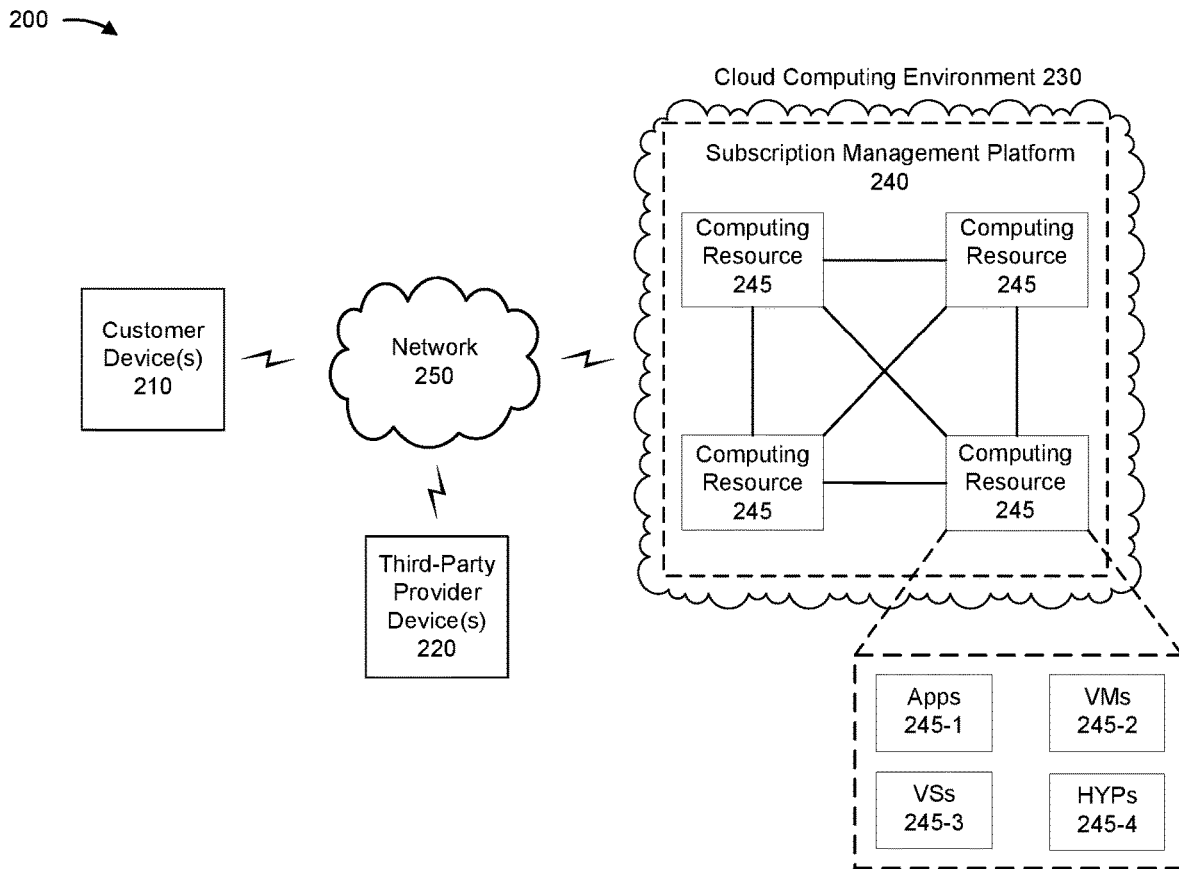 200
Cloud Computing Environment 230
Subscription Management Platform
240
Computing
Resource
245
Computing
Resource
245
Customer
Device(s)
210
Network
250
Computing
Resource
245
Computing
Resource
245
Third-Party
Provider
Device(s)
220
Apps
245-1
VMs
245-2
VSs
245-3
HYPs
245-4